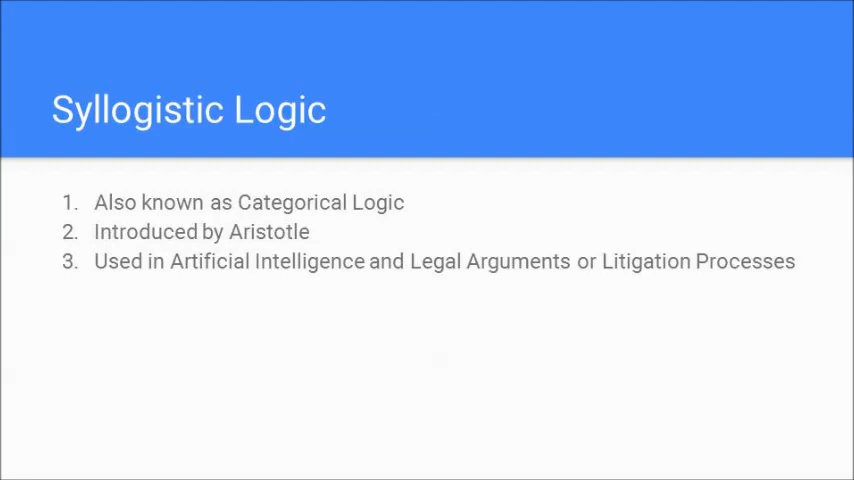 Syllogistic Logic
1. Also known as Categorical Logic
2. Introduced by Aristotle
3. Used in Artificial Intelligence and Legal Arguments or Litigation Processes